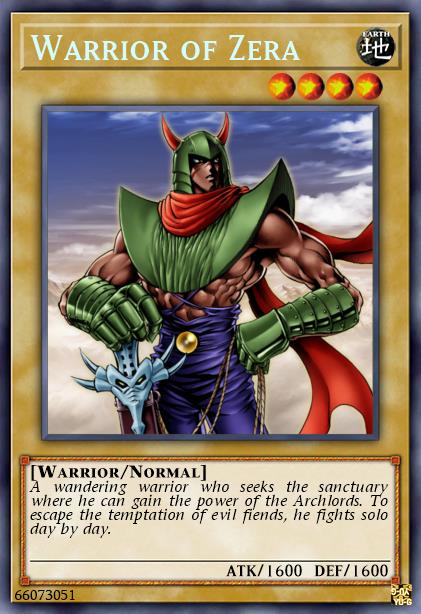 Warrior of Zera
EARTH
地
[Warrior/Normal]
A wandering warrior who seeks the sanctuary
where he can gain the power of the Archlords. To
escape the temptation of evil fiends, he fights solo
day by day.
ATK/1600 DEF/1600
66073051